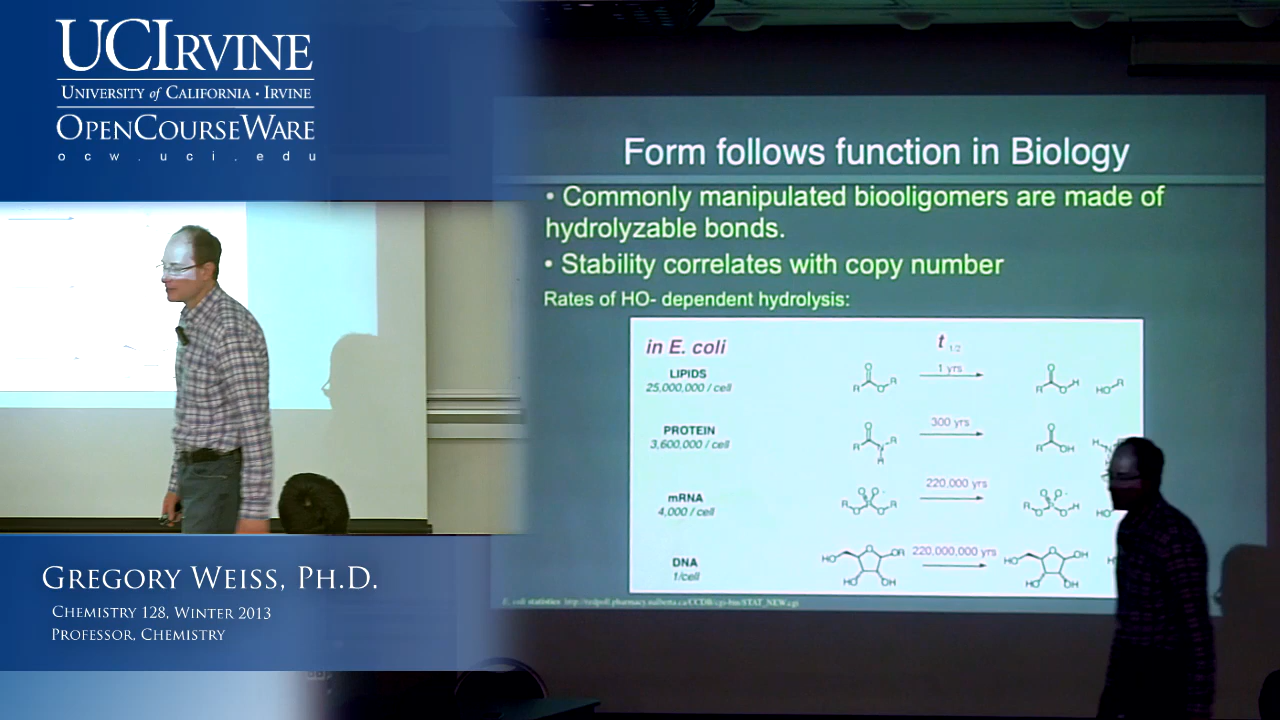 UCIRVINE
UNIVERSITY of CALIFORNIA · IRVINE
OPENCOURSEWARE
ocw.uci.edu
GREGORY WEISS, PH.D.
CHEMISTRY 128, WINTER 2013
PROFESSOR, CHEMISTRY
Form follows function in Biology
• Commonly manipulated biooligomers are made of
hydrolyzable bonds.
• Stability correlates with copy number
Rates of HO- dependent hydrolysis:
in E. coli
t 1/2
LIPIDS
25,000,000 / cell
1 yrs
PROTEIN
3,600,000 / cell
300 yrs
mRNA
4,000 / cell
220,000 yrs
DNA
1/cell
220,000,000 yrs
E. coli statistics: